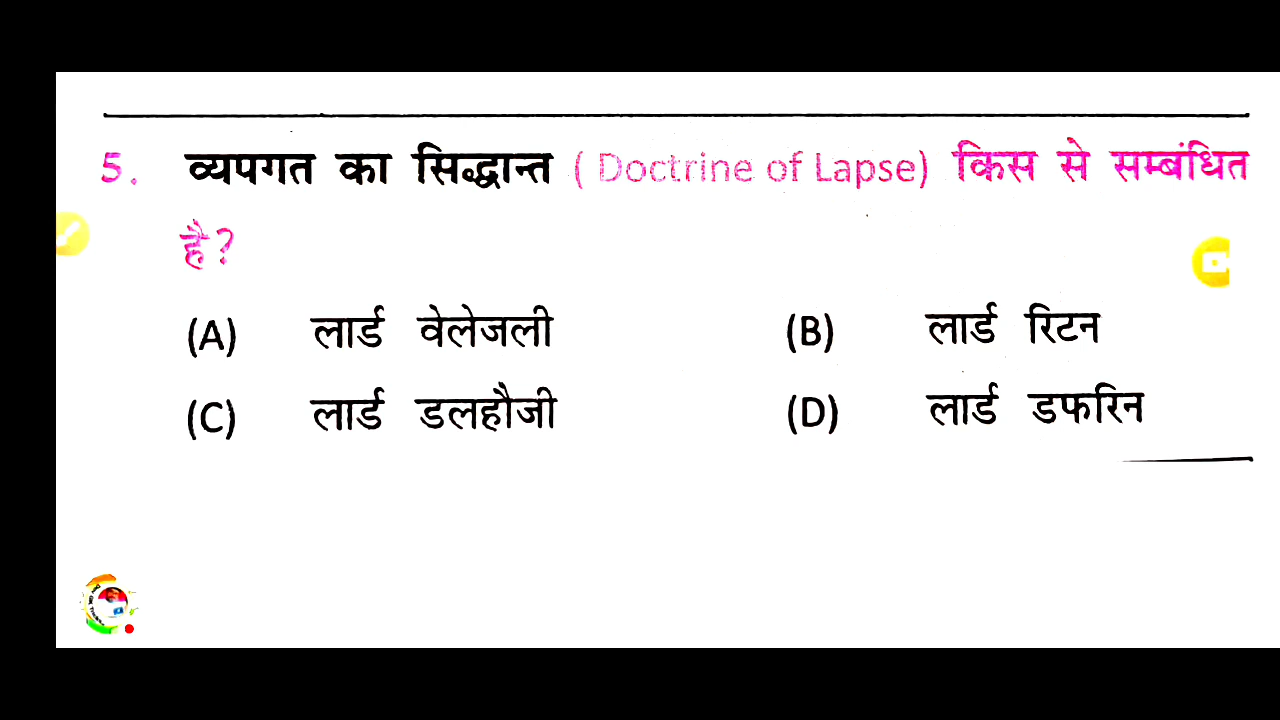 5. व्यपगत का सिद्धान्त ( Doctrine of Lapse) किस से सम्बंधित
है?
(A) लार्ड वेलेजली (B) लार्ड रिटन
(C) लार्ड डलहौजी (D) लार्ड डफरिन